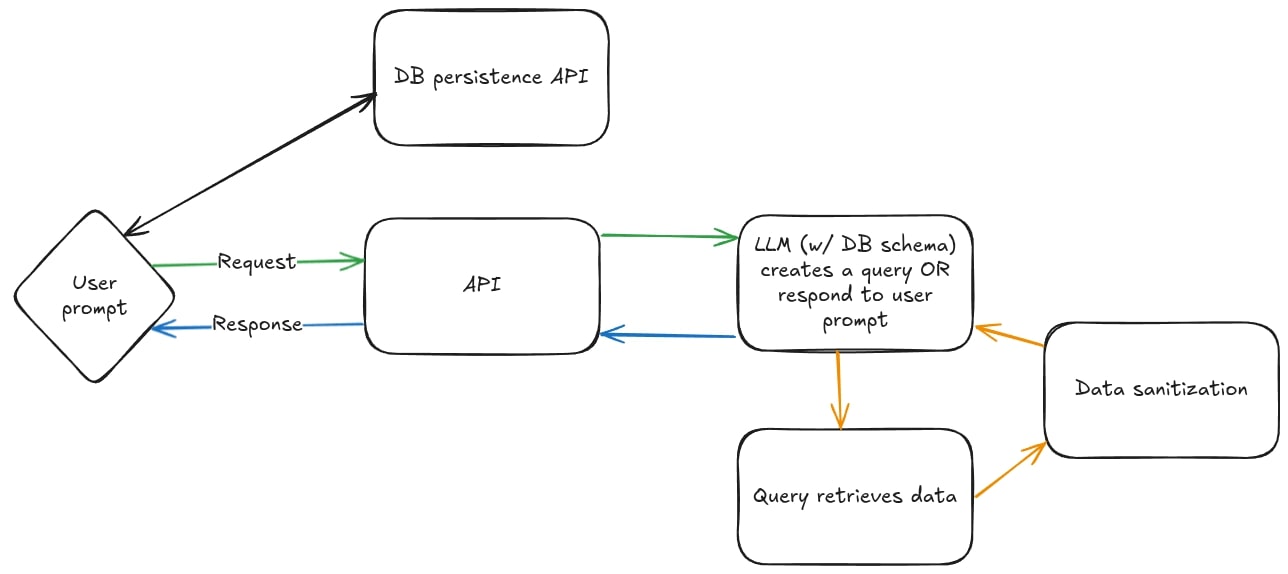 DB persistence API
User
prompt
Request
Response
API
LLM (w/ DB schema)
creates a query OR
respond to user
prompt
Data sanitization
Query retrieves data